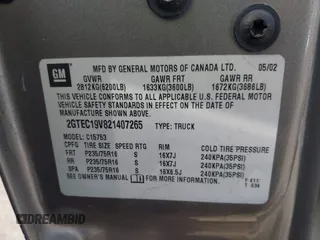 GM
MFD BY GENERAL MOTORS OF CANADA LTD. 05/02
GVWR GAWR FRT GAWR RR
2812KG(6200LB) 1633KG(3600LB) 1672KG(3686LB)
THIS VEHICLE CONFORMS TO ALL APPLICABLE U.S. FEDERAL
MOTOR VEHICLE SAFETY STANDARDS IN EFFECT ON THE DATE
OF MANUFACTURE SHOWN ABOVE.
2GTEC19V821407265 TYPE: TRUCK
MODEL: C15753
CPFG TIRE SIZE SPEED RTG RIM COLD TIRE PRESSURE
FRT P235/75R16 S 16X7J 240KPA(35PSI)
RR P235/75R16 S 16X7J 240KPA(35PSI)
SPA P235/75R16 S 16X6.5J 240KPA(35PSI)
SEE OWNER'S MANUAL FOR ADDITIONAL INFORMATION
AUTOBIDMASTER